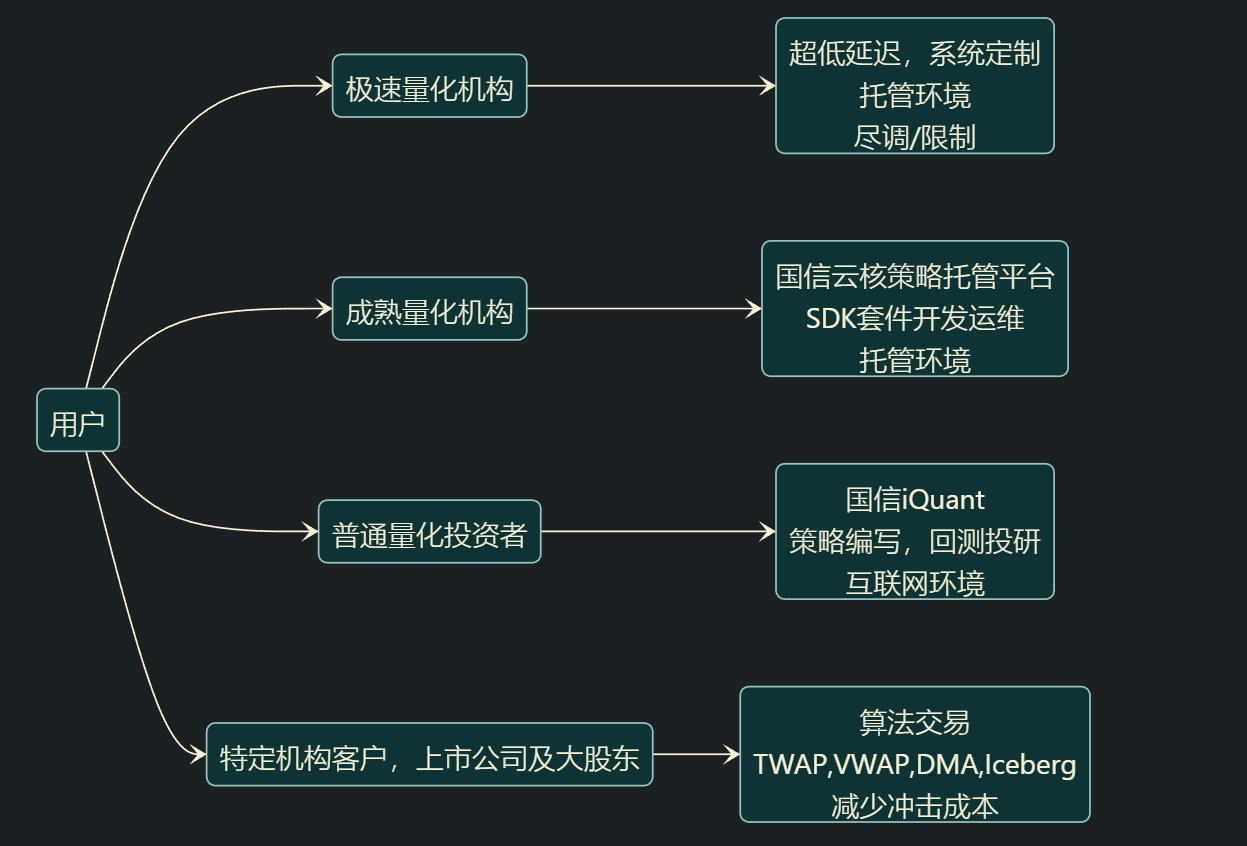 极速量化机构
超低延迟，系统定制
托管环境
尽调/限制
成熟量化机构
国信云核策略托管平台
SDK套件开发运维
托管环境
用户
普通量化投资者
国信iQuant
策略编写，回测投研
互联网环境
特定机构客户，上市公司及大股东
算法交易
TWAP,VWAP,DMA,Iceberg
减少冲击成本